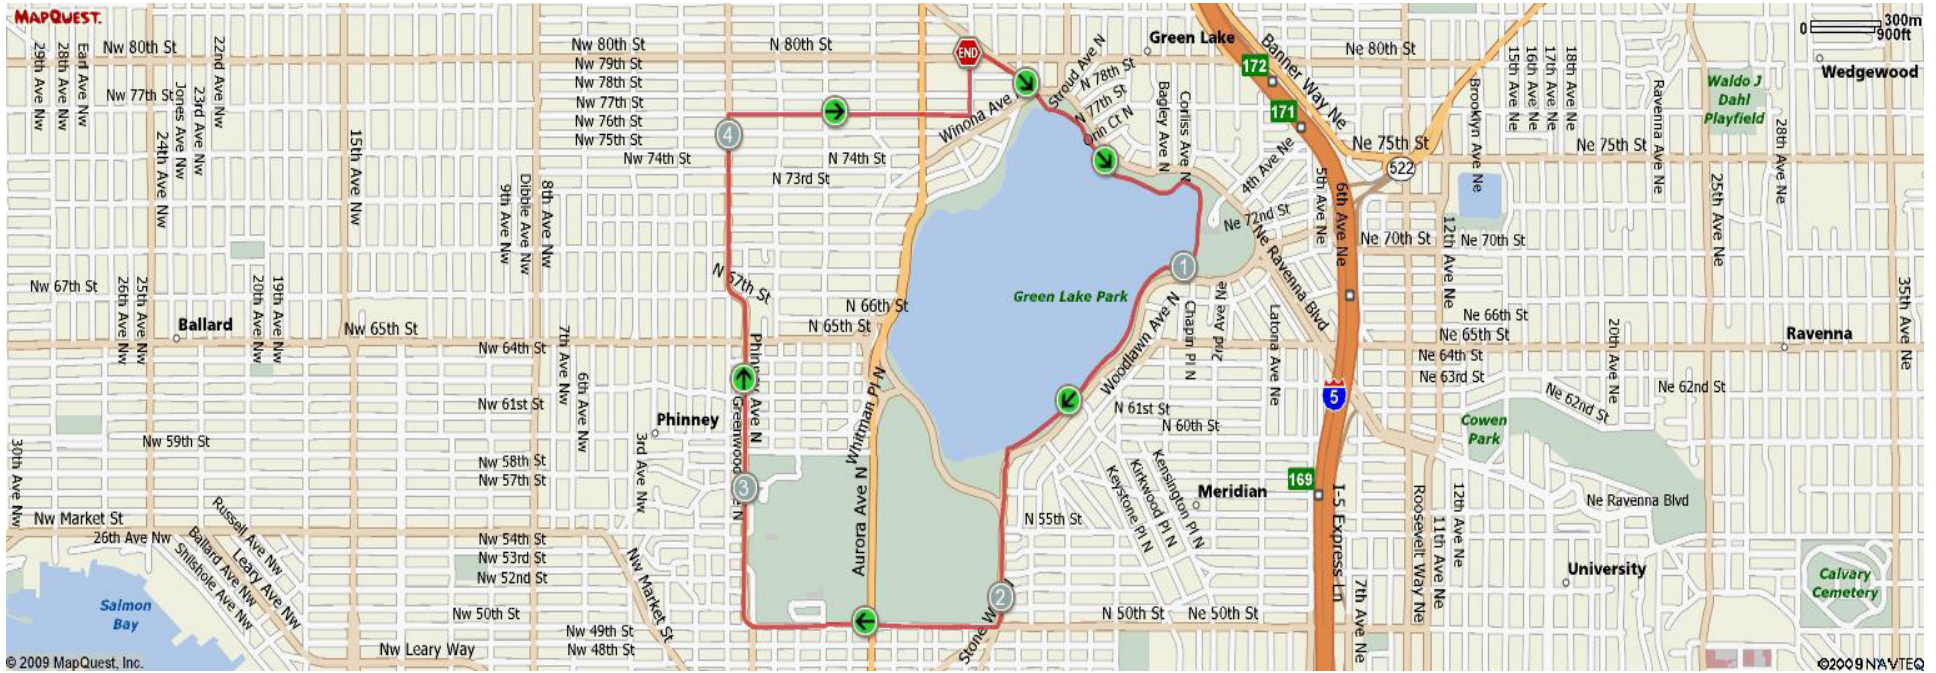 MAPQUEST.
300m
0
900ft
29th Ave Nw
28th Ave Nw
Earl Ave Nw
Nw 80th St
22nd Ave Nw
Nw 77th St
Jones Ave Nw
23rd Ave Nw
24th Ave Nw
15th Ave Nw
Nw 80th St
Nw 79th St
Nw 78th St
Nw 77th St
Nw 76th St
Nw 75th St
Nw 74th St
N 80th St
N 74th St
N 73rd St
END
4
Winona Ave
Stroud Ave N
N 78th St
N 77th St
Orin Ct N
Green Lake
Bagley Ave N
Corliss Ave N
172
171
Banner Way Ne
Ne 80th St
Ne 75th St
522
4th Ave Ne
5th Ave Ne
6th Ave Ne
Ne 72nd St
Ne 70th St
Brooklyn Ave Ne
15th Ave Ne
16th Ave Ne
17th Ave Ne
18th Ave Ne
Ne 75th St
Ravenna Ave Ne
Waldo J
Dahl
Playfield
Wedgewood
28th Ave Ne
25th Ave Ne
12th Ave Ne
Ne 70th St
9th Ave Nw
Dibble Ave Nw
8th Ave Nw
Nw 67th St
26th Ave Nw
25th Ave Nw
20th Ave Nw
19th Ave Nw
Ballard
Nw 65th St
Nw 64th St
7th Ave Nw
6th Ave Nw
Nw 61st St
N 67th St
N 66th St
N 65th St
Phinney Ave N
Greenwood
Whitman Pl N
Green Lake Park
1
Woodlawn Ave N
Chapin Pl N
2nd Ave Ne
Latona Ave Ne
Ne Ravenna Blvd
Ne 66th St
Ne 65th St
Ne 64th St
Ne 63rd St
20th Ave Ne
Ravenna
35th Ave Ne
Ne 62nd St
Ne 62nd St
5
Cowen
Park
N 61st St
N 60th St
Phinney
3rd Ave Nw
30th Ave Nw
Nw 59th St
Nw 58th St
Nw 57th St
3
Aurora Ave N
Keystone Pl N
Kirkwood Pl N
Kensington Pl N
Meridian
169
I-5 Express Ln
Roosevelt Way Ne
12th Ave Ne
11th Ave Ne
Ne Ravenna Blvd
Nw Market St
26th Ave Nw
Russell Ave Nw
Leary Ave Nw
Ballard Ave Nw
Shilshole Ave Nw
Nw 54th St
Nw 53rd St
Nw 52nd St
Nw Market St
N 55th St
2
University
Calvary
Cemetery
Salmon
Bay
Nw 50th St
Nw 49th St
Nw 48th St
Nw Leary Way
N 50th St
Ne 50th St
7th Ave Ne
© 2009 MapQuest, Inc.
©2009 NAVTEQ